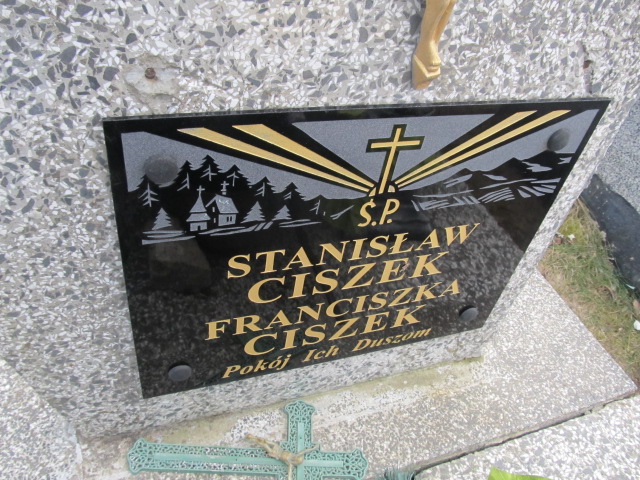 Ś.P.
STANISŁAW
CISZEK
FRANCISZKA
CISZEK
Pokój Ich Duszom